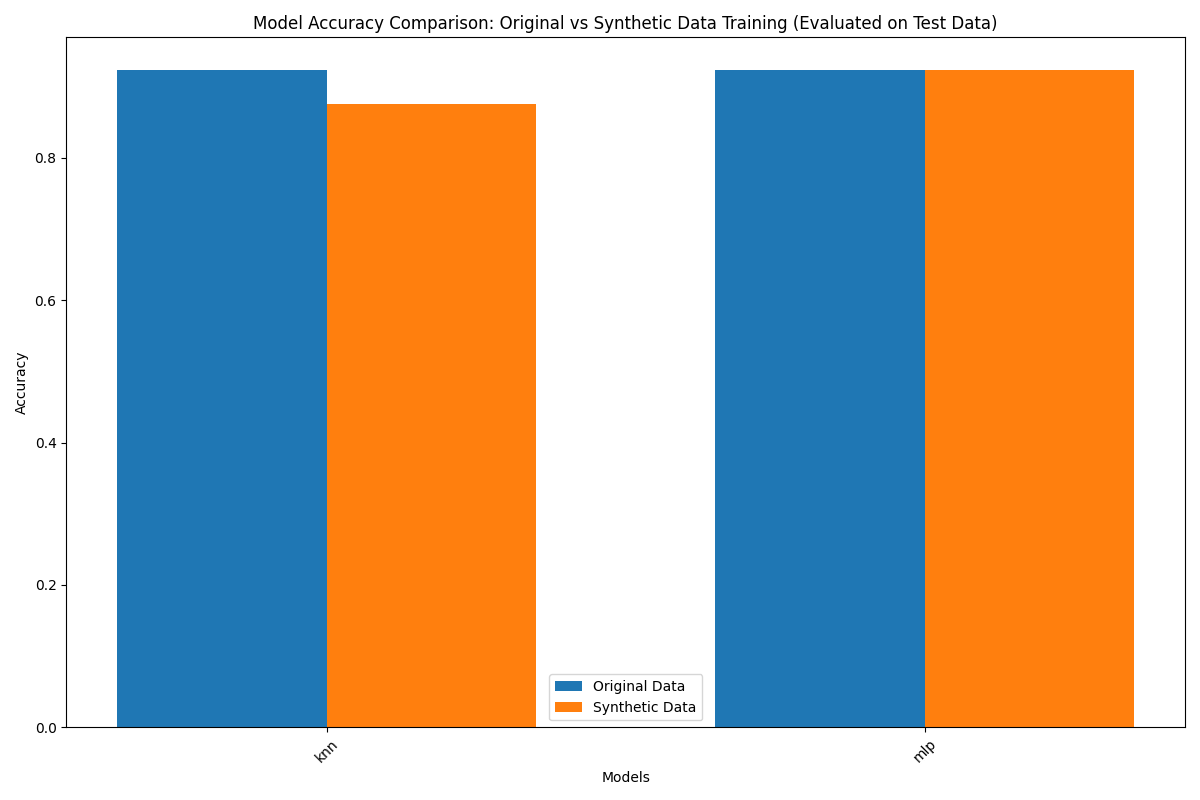 Model Accuracy Comparison: Original vs Synthetic Data Training (Evaluated on Test Data)
Accuracy
0.8
0.6
0.4
0.2
0.0
Original Data
Synthetic Data
knn
mlp
Models